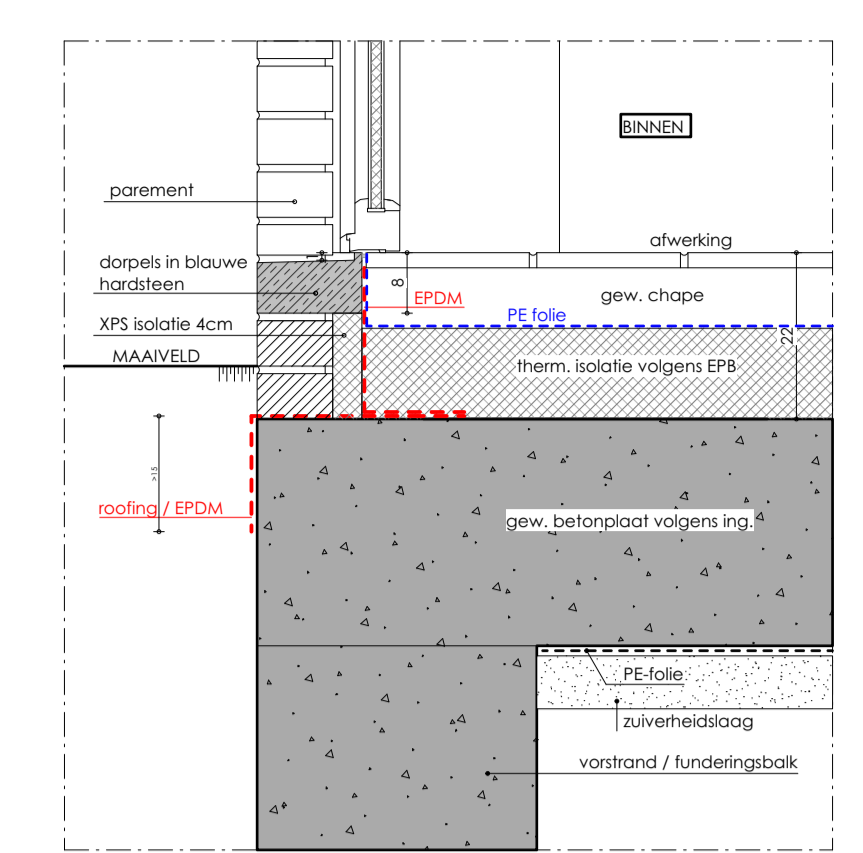 BINNEN
parement
afwerking
dorpels in blauwe
hardsteen
1
8
EPDM
gew. chape
PE folie
XPS isolatie 4cm
22
MAAIVELD
therm. isolatie volgens EPB
>15
roofing / EPDM
gew. betonplaat volgens ing.
PE-folie
zuiverheidslaag
vorstrand / funderingsbalk